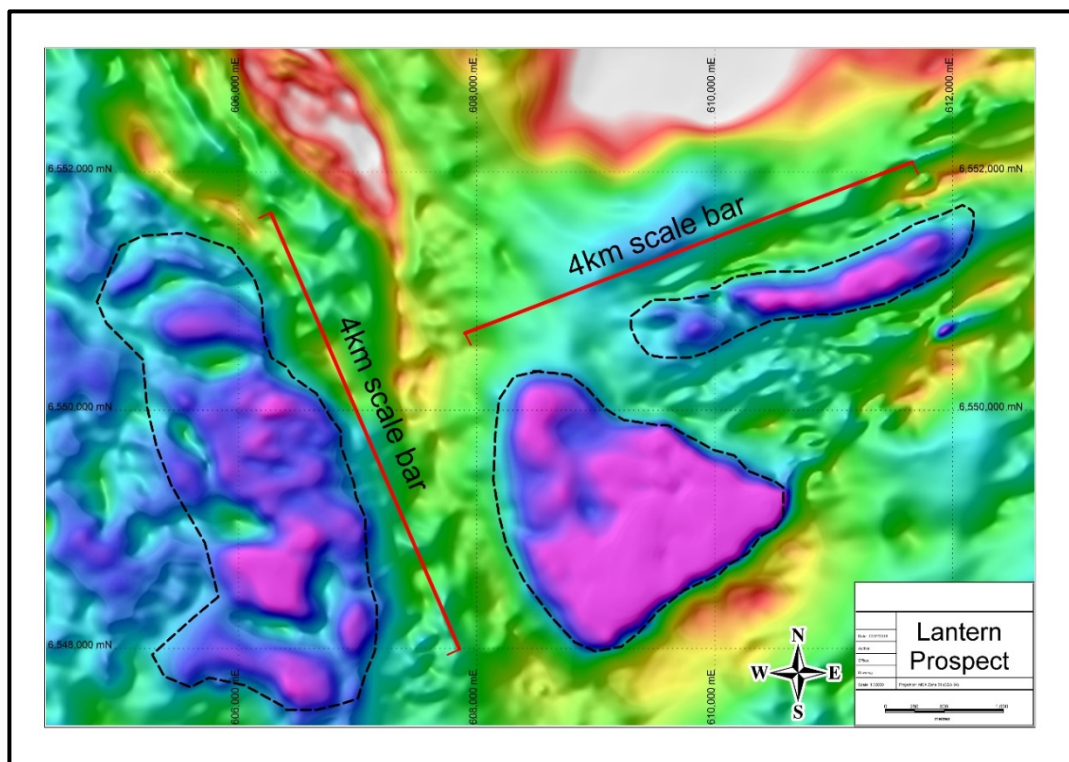 606,000 mE
608,000 mE
610,000 mE
612,000 mE
6,552,000 mN
6,552,000 mN
4km scale bar
4km scale bar
6,550,000 mN
6,550,000 mN
6,548,000 mN
606,000 mE
608,000 mE
610,000 mE
N
W E
S
Lantern
Prospect
0